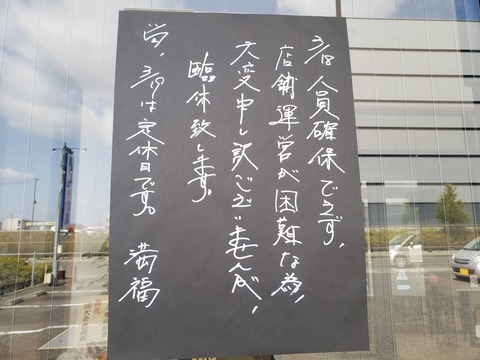 3/18 人員確保できず、
店舗運営が困難な為、
大変申し訳ございませんが、
臨休致します。
尚、3/19は定休日です。
満福